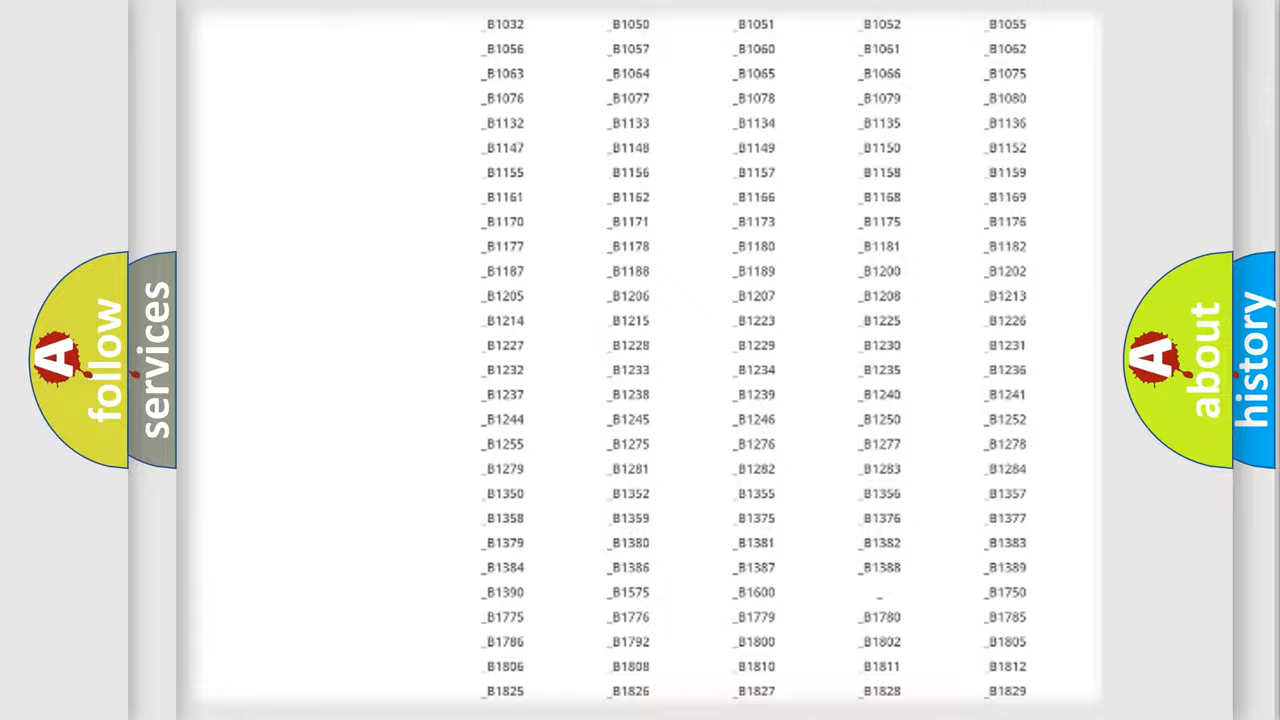 _B1032 _B1050 _B1051 _B1052 _B1055
_B1056 _B1057 _B1060 _B1061 _B1062
_B1063 _B1064 _B1065 _B1066 _B1075
_B1076 _B1077 _B1078 _B1079 _B1080
_B1132 _B1133 _B1134 _B1135 _B1136
_B1147 _B1148 _B1149 _B1150 _B1152
_B1155 _B1156 _B1157 _B1158 _B1159
_B1161 _B1162 _B1166 _B1168 _B1169
_B1170 _B1171 _B1173 _B1175 _B1176
_B1177 _B1178 _B1180 _B1181 _B1182
_B1187 _B1188 _B1189 _B1200 _B1202
_B1205 _B1206 _B1207 _B1208 _B1213
_B1214 _B1215 _B1223 _B1225 _B1226
_B1227 _B1228 _B1229 _B1230 _B1231
_B1232 _B1233 _B1234 _B1235 _B1236
_B1237 _B1238 _B1239 _B1240 _B1241
_B1244 _B1245 _B1246 _B1250 _B1252
_B1255 _B1275 _B1276 _B1277 _B1278
_B1279 _B1281 _B1282 _B1283 _B1284
_B1350 _B1352 _B1355 _B1356 _B1357
_B1358 _B1359 _B1375 _B1376 _B1377
_B1379 _B1380 _B1381 _B1382 _B1383
_B1384 _B1386 _B1387 _B1388 _B1389
_B1390 _B1575 _B1600 _ _B1750
_B1775 _B1776 _B1779 _B1780 _B1785
_B1786 _B1792 _B1800 _B1802 _B1805
_B1806 _B1808 _B1810 _B1811 _B1812
_B1825 _B1826 _B1827 _B1828 _B1829
A
follow
services
A
about
history